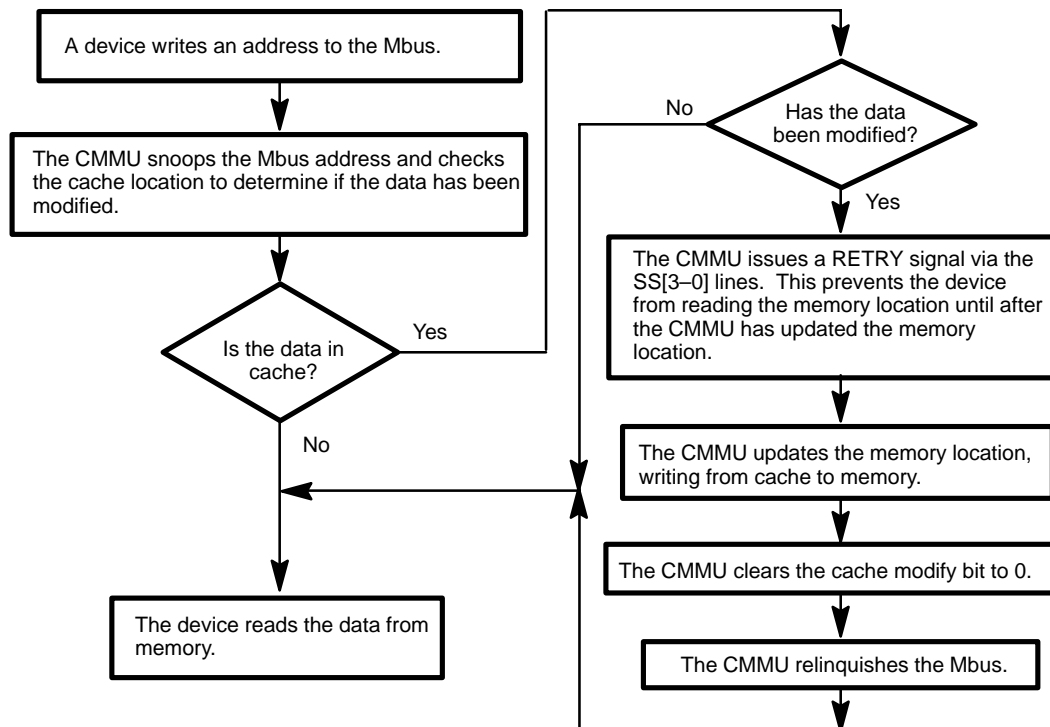 A device writes an address to the Mbus.
The CMMU snoops the Mbus address and checks
the cache location to determine if the data has been
modified.
Is the data in
cache?
Yes
No
The device reads the data from
memory.
Has the data
been modified?
No
Yes
The CMMU issues a RETRY signal via the
SS[3–0] lines.  This prevents the device
from reading the memory location until after
the CMMU has updated the memory
location.
The CMMU updates the memory location,
writing from cache to memory.
The CMMU clears the cache modify bit to 0.
The CMMU relinquishes the Mbus.